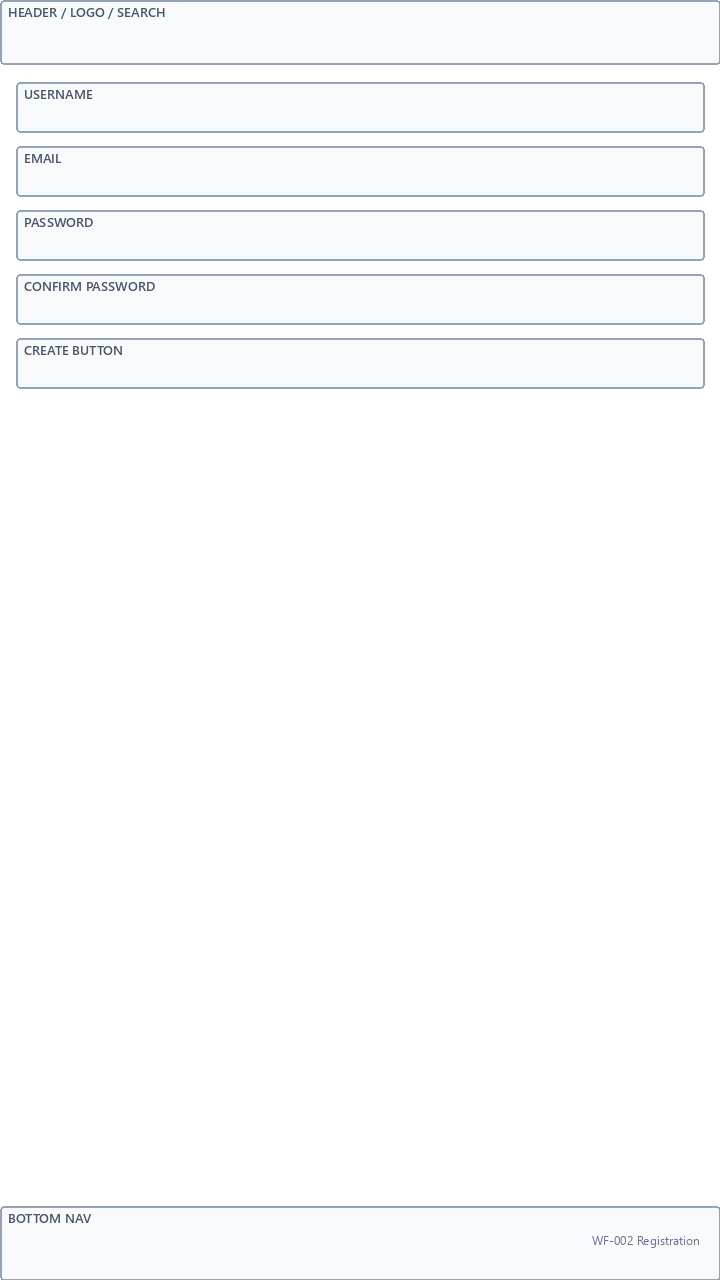 HEADER / LOGO / SEARCH
USERNAME
EMAIL
PASSWORD
CONFIRM PASSWORD
CREATE BUTTON
BOTTOM NAV
WF-002 Registration